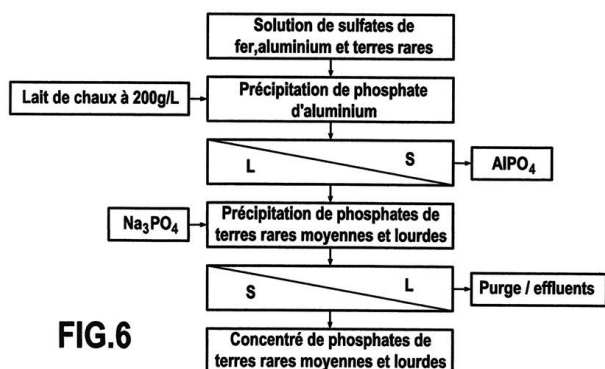 Solution de sulfates de
fer,aluminium et terres rares
Lait de chaux à 200g/L
Précipitation de phosphate
d'aluminium
L
S
AlPO₄
Na₃PO₄
Précipitation de phosphates de
terres rares moyennes et lourdes
S
L
Purge / effluents
FIG.6
Concentré de phosphates de
terres rares moyennes et lourdes